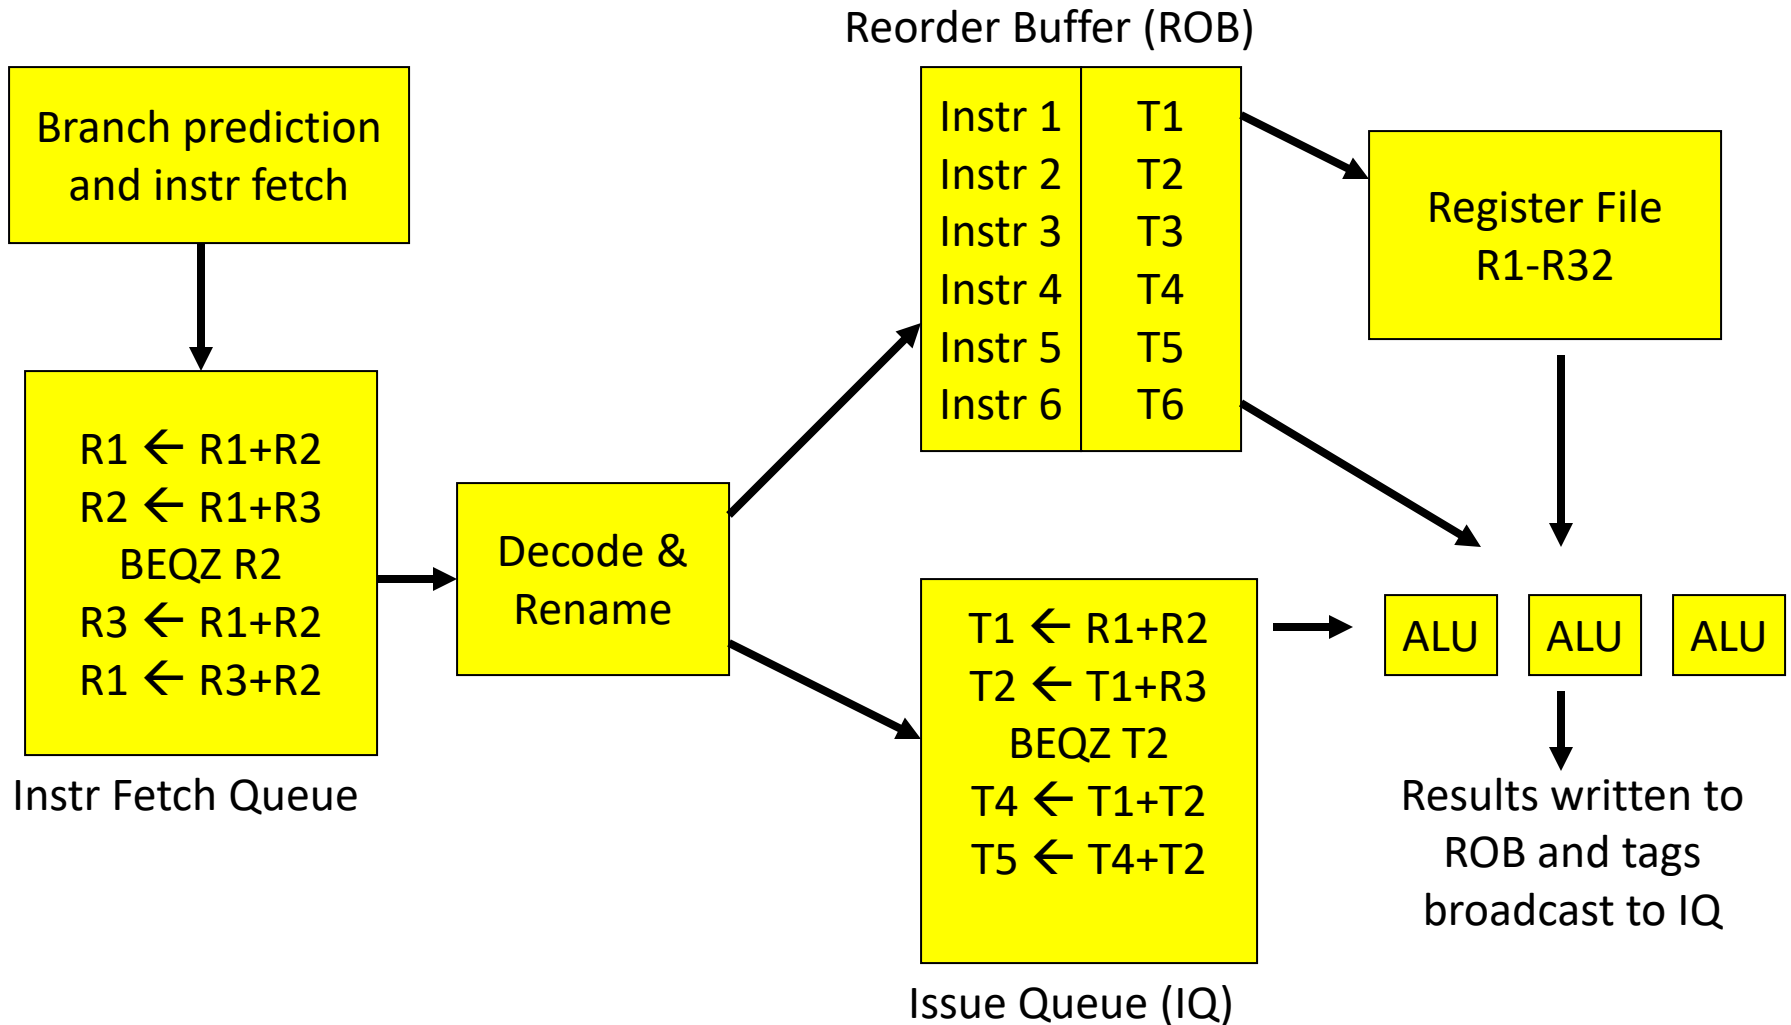 Reorder Buffer (ROB)
Branch prediction
and instr fetch
Instr 1 T1
Instr 2 T2
Instr 3 T3
Instr 4 T4
Instr 5 T5
Instr 6 T6
Register File
R1-R32
R1 ← R1+R2
R2 ← R1+R3
BEQZ R2
R3 ← R1+R2
R1 ← R3+R2
Instr Fetch Queue
Decode &
Rename
T1 ← R1+R2
T2 ← T1+R3
BEQZ T2
T4 ← T1+T2
T5 ← T4+T2
Issue Queue (IQ)
ALU ALU ALU
Results written to
ROB and tags
broadcast to IQ